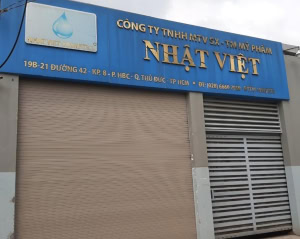 CÔNG TY TNHH MTV SX - TM MỸ PHẨM
NHẬT VIỆT
19B-21 ĐƯỜNG 42 - KP. 8 - P. HBC - Q. THỦ ĐỨC - TP. HCM